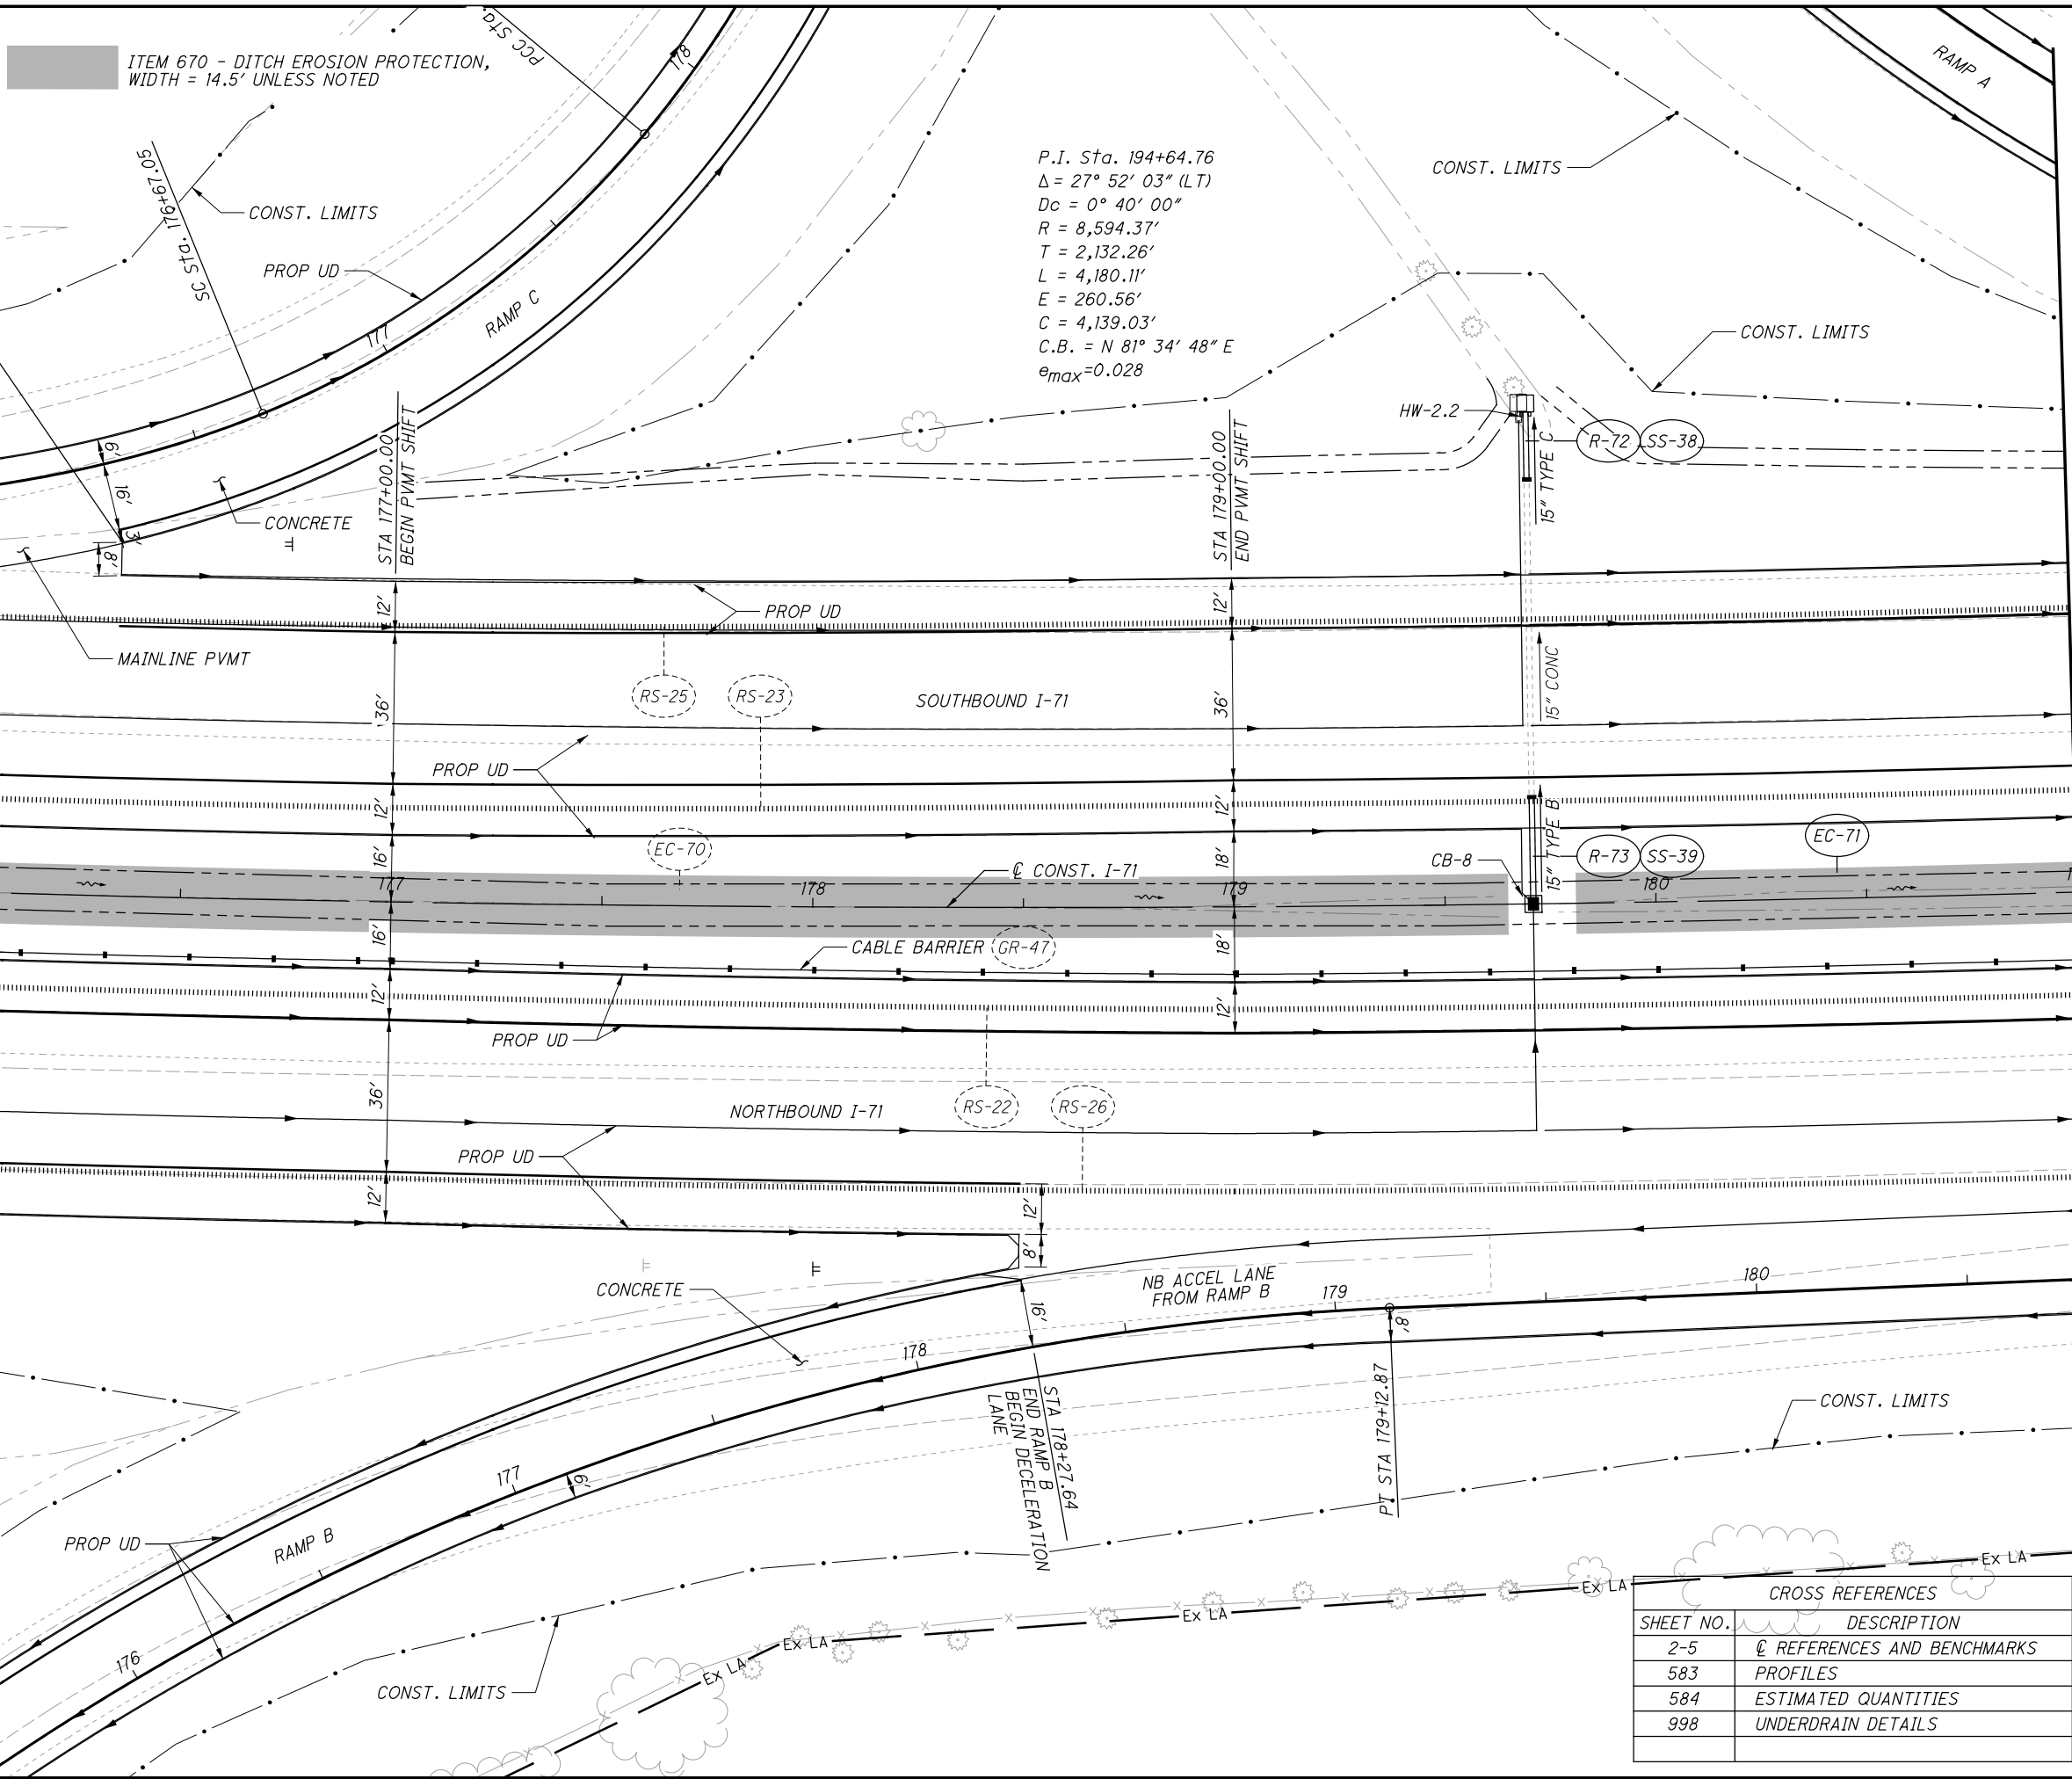 ITEM 670 - DITCH EROSION PROTECTION,
WIDTH = 14.5' UNLESS NOTED
PCC Sta.
178
RAMP A
SC Sta. 176+67.05
CONST. LIMITS
PROP UD
177
RAMP C
P.I. Sta. 194+64.76
Δ = 27° 52' 03" (LT)
Dc = 0° 40' 00"
R = 8,594.37'
T = 2,132.26'
L = 4,180.11'
E = 260.56'
C = 4,139.03'
C.B. = N 81° 34' 48" E
emax=0.028
CONST. LIMITS
CONST. LIMITS
HW-2.2
R-72
SS-38
15" TYPE C
6'
16'
3'
8'
CONCRETE
STA 177+00.00
BEGIN PVMT SHIFT
STA 179+00.00
END PVMT SHIFT
12'
12'
PROP UD
MAINLINE PVMT
36'
RS-25
RS-23
SOUTHBOUND I-71
36'
15" CONC
PROP UD
12'
12'
15" TYPE B
16'
EC-70
18'
CB-8
R-73
SS-39
EC-71
℄ CONST. I-71
177
178
179
180
16'
CABLE BARRIER
GR-47
18'
12'
12'
PROP UD
36'
NORTHBOUND I-71
RS-22
RS-26
PROP UD
12'
12'
8'
CONCRETE
NB ACCEL LANE
FROM RAMP B
16'
179
180
8'
178
STA 178+27.64
END RAMP B
BEGIN DECELERATION
LANE
PT STA 179+12.87
CONST. LIMITS
177
6'
PROP UD
RAMP B
176
CONST. LIMITS
Ex LA
Ex LA
Ex LA
Ex LA
Ex LA
CROSS REFERENCES
SHEET NO. DESCRIPTION
2-5 ℄ REFERENCES AND BENCHMARKS
583 PROFILES
584 ESTIMATED QUANTITIES
998 UNDERDRAIN DETAILS